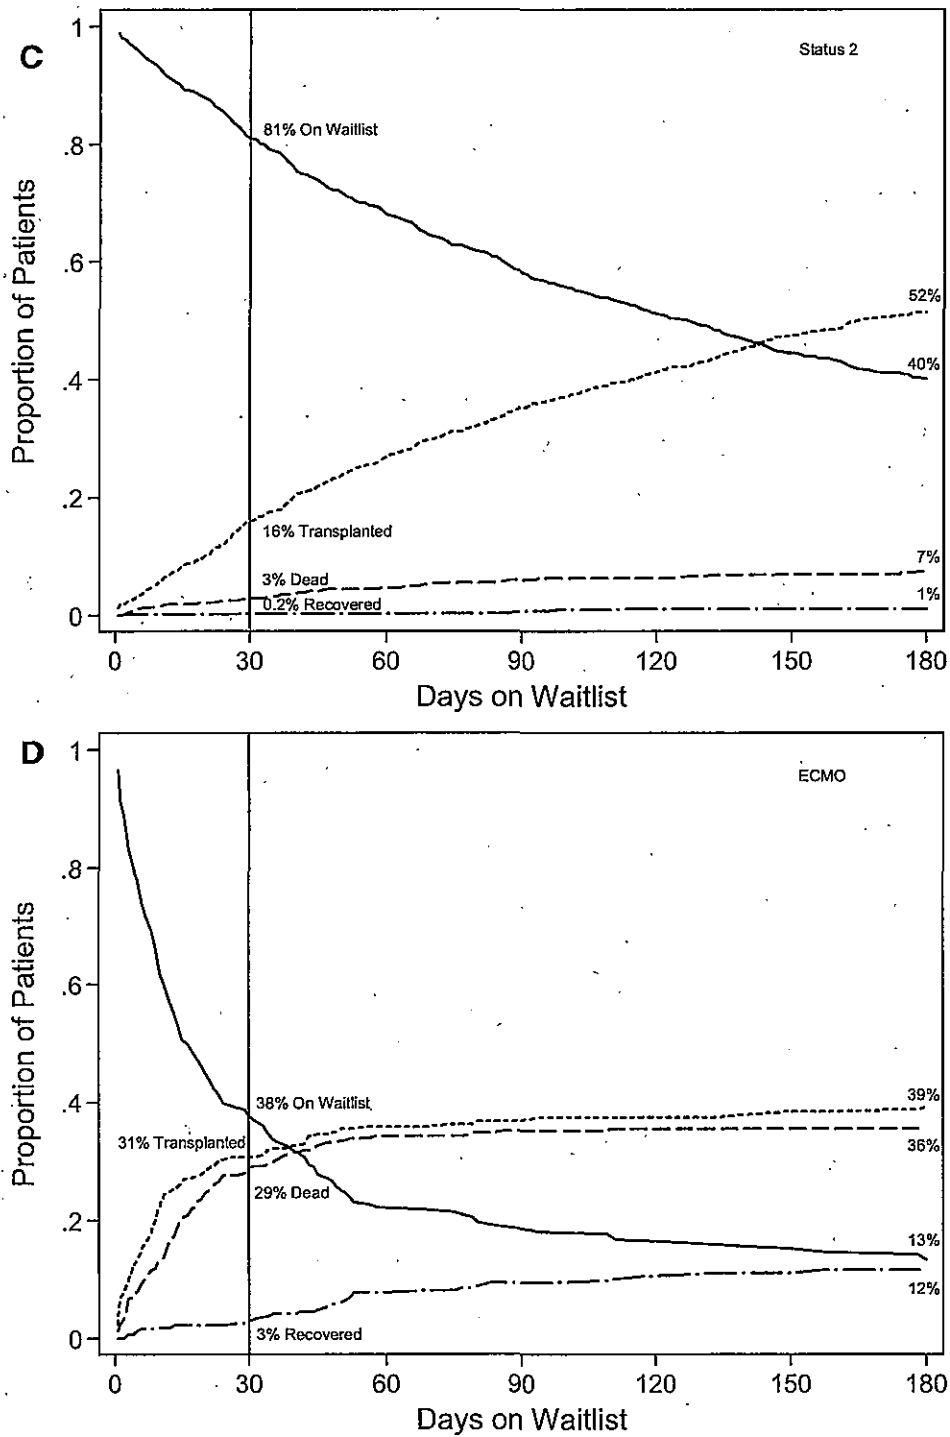 C
Status 2
1
.8
.6
.4
.2
0
Proportion of Patients
81% On Waitlist
52%
40%
16% Transplanted
3% Dead
7%
0.2% Recovered
1%
0 30 60 90 120 150 180
Days on Waitlist
D
ECMO
1
.8
.6
.4
.2
0
Proportion of Patients
38% On Waitlist
39%
31% Transplanted
36%
29% Dead
13%
12%
3% Recovered
0 30 60 90 120 150 180
Days on Waitlist